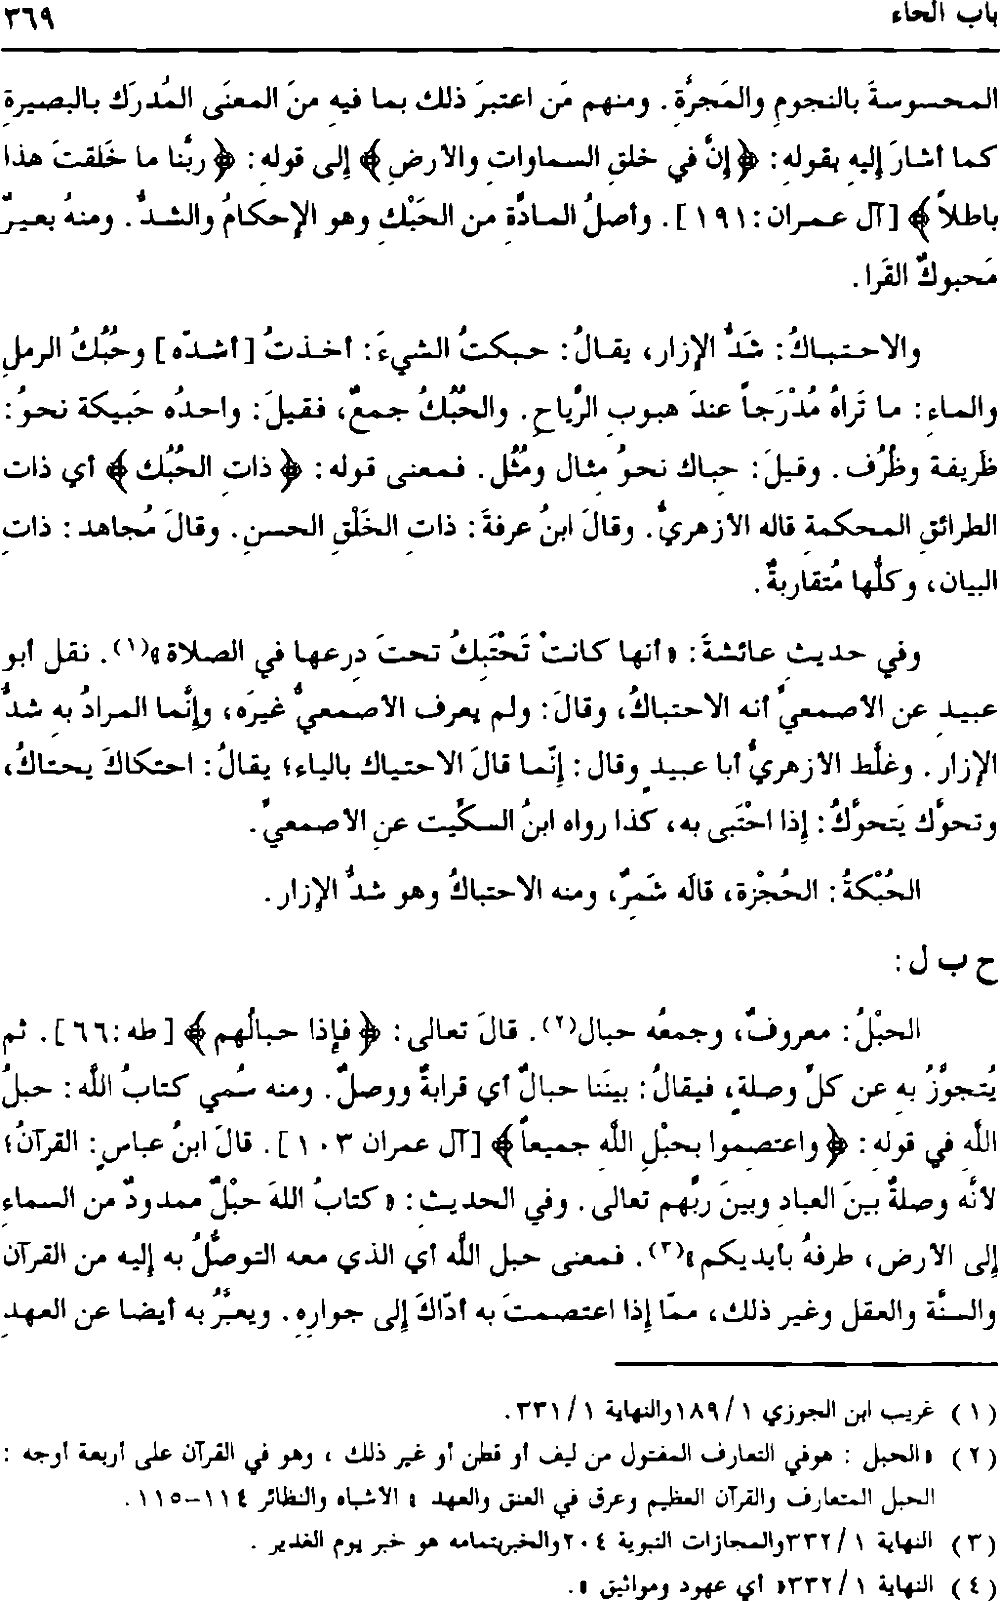 باب الحاء ٣٦٩
المحسوسةَ بالنجومِ والمَجرَّةِ. ومنهم مَن اعتبرَ ذلك بما فيهِ منَ المعنَى المُدرَك بالبصيرةِ
كما أشارَ إليهِ بقولهِ: ﴿إنَّ في خلقِ السماواتِ والأرضِ﴾ إلى قولهِ: ﴿ربَّنا ما خَلقتَ هذا
باطلاً﴾ [آل عمران: ١٩١]. وأصلُ المادَّةِ من الحَبْكِ وهو الإحكامُ والشدُّ. ومنهُ بعيرٌ
مَحبوكٌ القَرا.
والاحتباكُ: شَدُّ الإزار، يقالُ: حبكتُ الشيءَ: أخذتُ [أشدّه] وحُبُكُ الرملِ
والماءِ: ما تَراهُ مُدْرَجاً عندَ هبوبِ الرِّياحِ. والحُبُكُ جمعٌ، فقيلَ: واحدُه حَبيكة نحوُ:
ظَريفة وظُرُف. وقيلَ: حِباك نحوُ مِثال ومُثُل. فمعنى قوله: ﴿ذاتِ الحُبُك﴾ أي ذات
الطرائقِ المحكمةِ قاله الأزهريُّ. وقالَ ابنُ عرفةَ: ذاتِ الخَلْقِ الحسنِ. وقالَ مُجاهد: ذاتِ
البيان، وكلُّها مُتقاربةٌ.
وفي حديثِ عائشةَ: «أنها كانتْ تَحْتَبِكُ تحتَ دِرعها في الصلاة»(١). نقل أبو
عبيدِ عن الأصمعيِّ أنه الاحتباكُ، وقالَ: ولم يعرف الأصمعيُّ غيرَه، وإنَّما المرادُ بهِ شدُّ
الإزار. وغلَّط الأزهريُّ أبا عبيدٍ وقال: إنّما قالَ الاحتياك بالياء؛ يقالُ: احتكاكَ يحتاكُ،
وتحوَّك يَتحوَّكُ: إذا احْتَبى به، كذا رواه ابنُ السكِّيت عنِ الأصمعيِّ.
الحُبْكةُ: الحُجْزة، قالَه شَمِرٌ، ومنه الاحتباكُ وهو شدُّ الإزار.
ح ب ل:
الحبْلُ: معروفٌ، وجمعُه حبال(٢). قالَ تعالى: ﴿فإذا حبالُهم﴾ [طه: ٦٦]. ثم
يُتجوَّزُ بهِ عن كلِّ وصلةٍ، فيقالُ: بينَنا حبالٌ أي قرابةٌ ووصلٌ. ومنه سُمي كتابُ اللَّه: حبلُ
اللَّهِ في قولهِ: ﴿واعتصموا بحبْلِ اللَّهِ جميعاً﴾ [آل عمران ١٠٣]. قالَ ابنُ عباسٍ: القرآنُ؛
لأنَّه وصلةٌ بينَ العبادِ وبينَ ربِّهم تعالى. وفي الحديثِ: «كتابُ اللهَ حبْلٌ ممدودٌ من السماءِ
إلى الأرضِ، طرفهُ بأيديكم»(٣). فمعنى حبل اللَّه أي الذي معه التوصُّلُ به إليه من القرآن
والسنَّة والعقل وغير ذلك، ممّا إذا اعتصمتَ به أدّاكَ إلى جوارِهِ. ويعبَّرُ به أيضا عن العهدِ
(١) غريب ابن الجوزي ١/ ١٨٩والنهاية ١/ ٣٣١.
(٢) «الحبل: هوفي التعارف المفتول من ليف أو قطن أو غير ذلك ، وهو في القرآن على أربعة أوجه :
الحبل المتعارف والقرآن العظيم وعرق في العنق والعهد» الأشباه والنظائر ١١٤–١١٥.
(٣) النهاية ١/ ٣٣٢والمجازات النبوية ٢٠٤والخبربتمامه هو خبر يوم الغدير .
(٤) النهاية ١/ ٣٣٢«أي عهود ومواثيق».